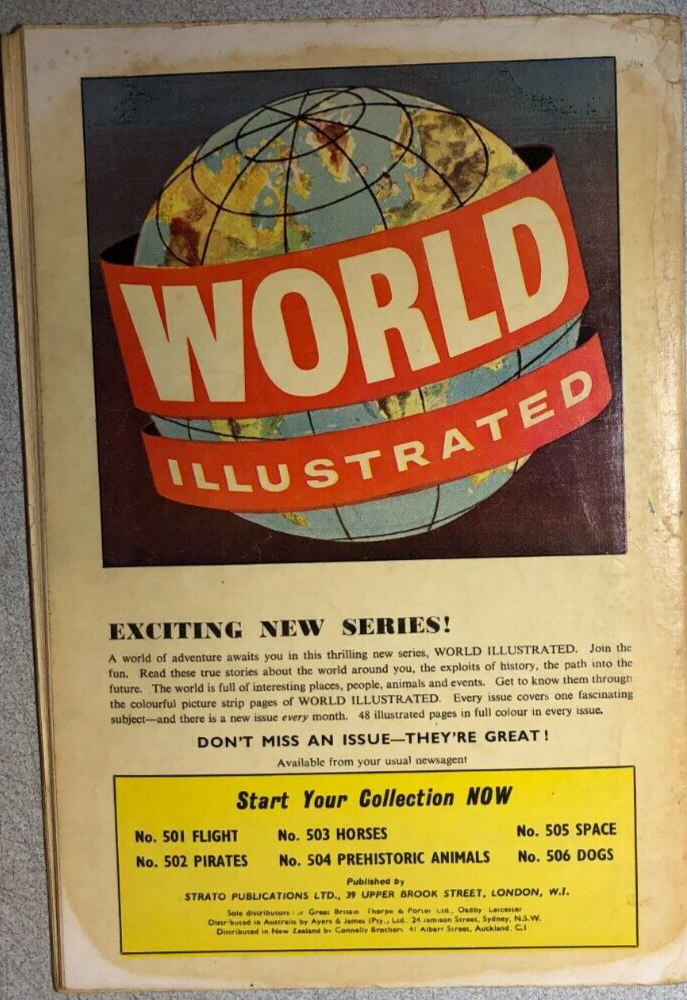 WORLD
ILLUSTRATED
EXCITING NEW SERIES!
A world of adventure awaits you in this thrilling new series, WORLD ILLUSTRATED. Join the
fun. Read these true stories about the world around you, the exploits of history, the path into the
future. The world is full of interesting places, people, animals and events. Get to know them through
the colourful picture strip pages of WORLD ILLUSTRATED. Every issue covers one fascinating
subject—and there is a new issue every month. 48 illustrated pages in full colour in every issue.
DON'T MISS AN ISSUE—THEY'RE GREAT!
Available from your usual newsagent
Start Your Collection NOW
No. 501 FLIGHT No. 503 HORSES No. 505 SPACE
No. 502 PIRATES No. 504 PREHISTORIC ANIMALS No. 506 DOGS
Published by
STRATO PUBLICATIONS LTD., 39 UPPER BROOK STREET, LONDON, W.I.
Sole distributors Great Britain Thorpe & Porter Ltd., Oadby Leicester
Distributed in Australia by Ayers & James (Pty.,) Ltd. 24 Jamison Street, Sydney, N.S.W.
Distributed in New Zealand by Connelly Brothers 41 Albert Street, Auckland, C.I